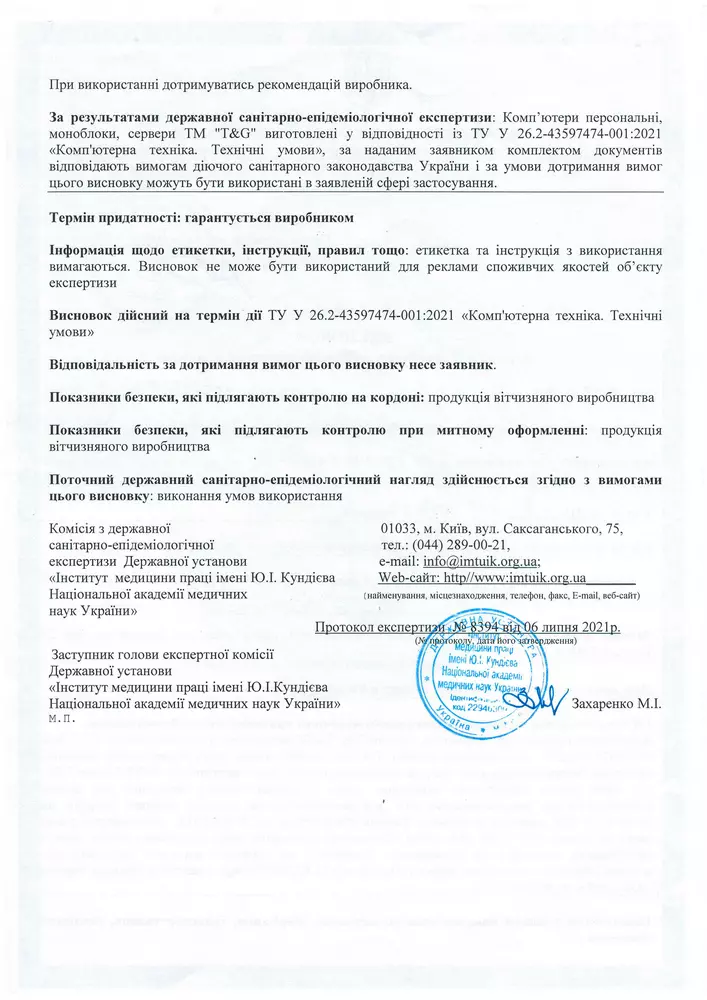 При використанні дотримуватись рекомендацій виробника.
За результатами державної санітарно-епідеміологічної експертизи: Комп’ютери персональні,
моноблоки, сервери ТМ "T&G" виготовлені у відповідності із ТУ У 26.2-43597474-001:2021
«Комп'ютерна техніка. Технічні умови», за наданим заявником комплектом документів
відповідають вимогам діючого санітарного законодавства України і за умови дотримання вимог
цього висновку можуть бути використані в заявленій сфері застосування.
Термін придатності: гарантується виробником
Інформація щодо етикетки, інструкції, правил тощо: етикетка та інструкція з використання
вимагаються. Висновок не може бути використаний для реклами споживчих якостей об’єкту
експертизи
Висновок дійсний на термін дії ТУ У 26.2-43597474-001:2021 «Комп'ютерна техніка. Технічні
умови»
Відповідальність за дотримання вимог цього висновку несе заявник.
Показники безпеки, які підлягають контролю на кордоні: продукція вітчизняного виробництва
Показники безпеки, які підлягають контролю при митному оформленні: продукція
вітчизняного виробництва
Поточний державний санітарно-епідеміологічний нагляд здійснюється згідно з вимогами
цього висновку: виконання умов використання
Комісія з державної 01033, м. Київ, вул. Саксаганського, 75,
санітарно-епідеміологічної тел.: (044) 289-00-21,
експертизи Державної установи e-mail: info@imtuik.org.ua;
«Інститут медицини праці імені Ю.І. Кундієва Web-сайт: http//www:imtuik.org.ua
Національної академії медичних (найменування, місцезнаходження, телефон, факс, E-mail, веб-сайт)
наук України»
Протокол експертизи № 8394 від 06 липня 2021р.
(№ протоколу, дата його затвердження)
Заступник голови експертної комісії
Державної установи
«Інститут медицини праці імені Ю.І.Кундієва
Національної академії медичних наук України» Захаренко М.І.
М.П.
ДЕРЖАВНА УСТАНОВА
Інститут
медицини праці
імені Ю.І. Кундієва
Національної академії
медичних наук України
код
Україна